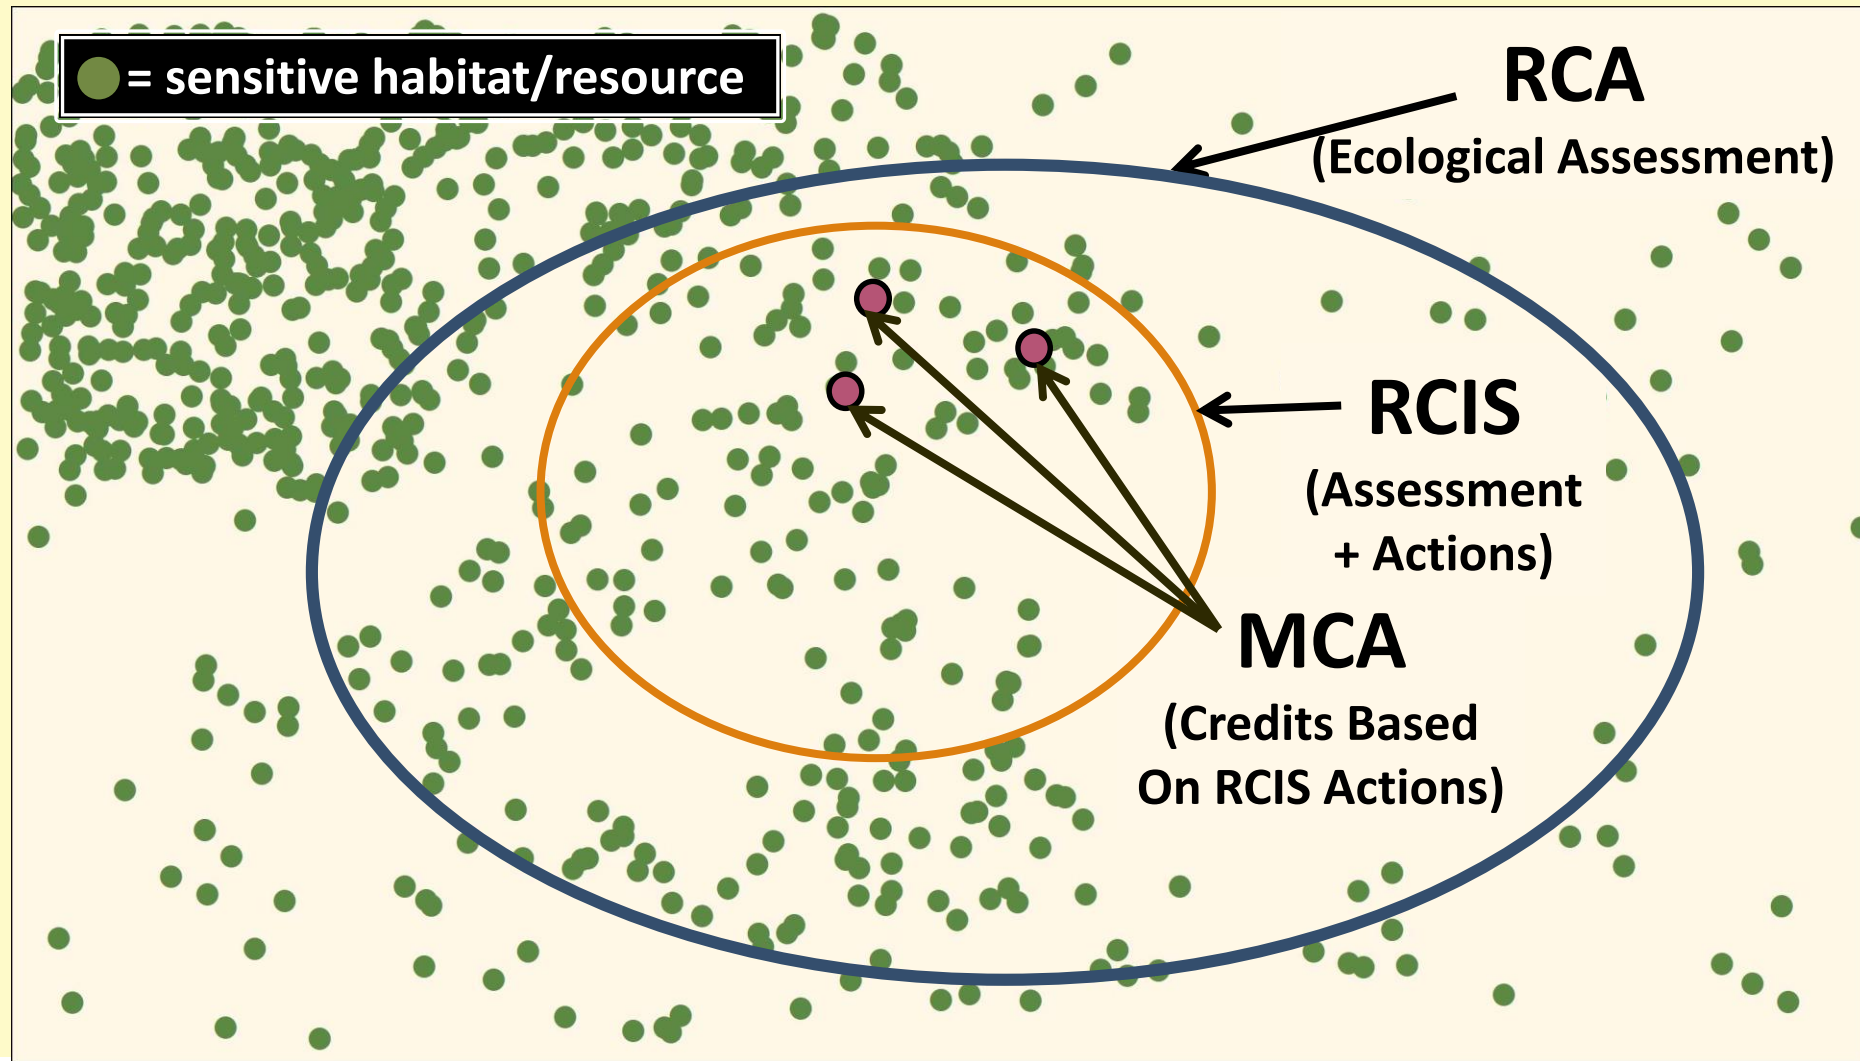 = sensitive habitat/resource
RCA
(Ecological Assessment)
RCIS
(Assessment
+ Actions)
MCA
(Credits Based
On RCIS Actions)